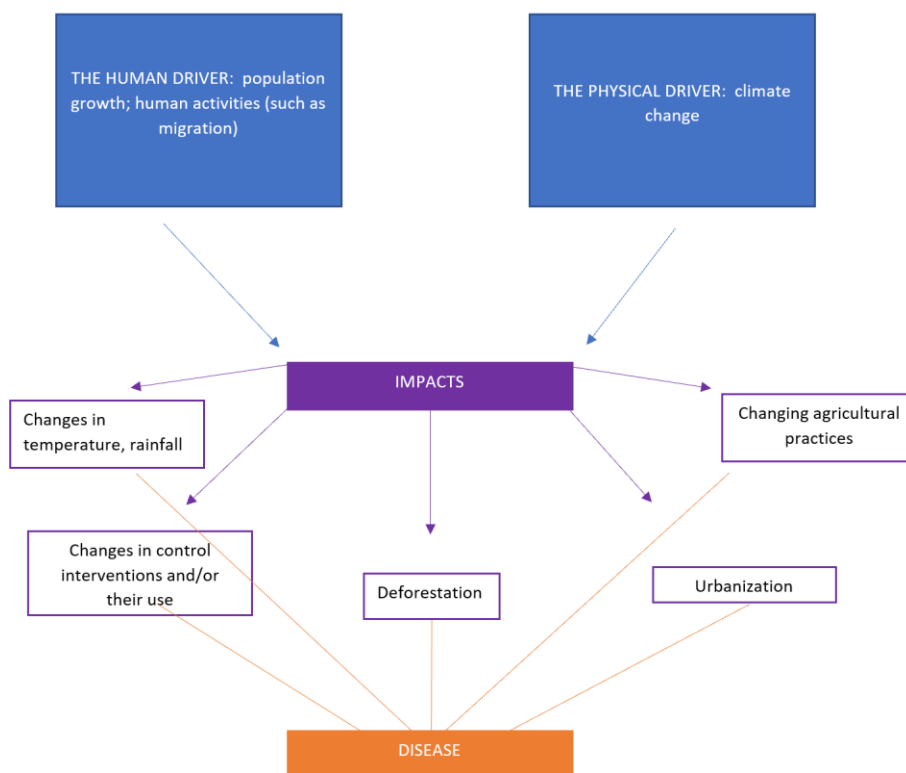 THE HUMAN DRIVER:  population
growth; human activities (such as
migration)
THE PHYSICAL DRIVER:  climate
change
IMPACTS
Changes in
temperature, rainfall
Changing agricultural
practices
Changes in control
interventions and/or
their use
Deforestation
Urbanization
DISEASE